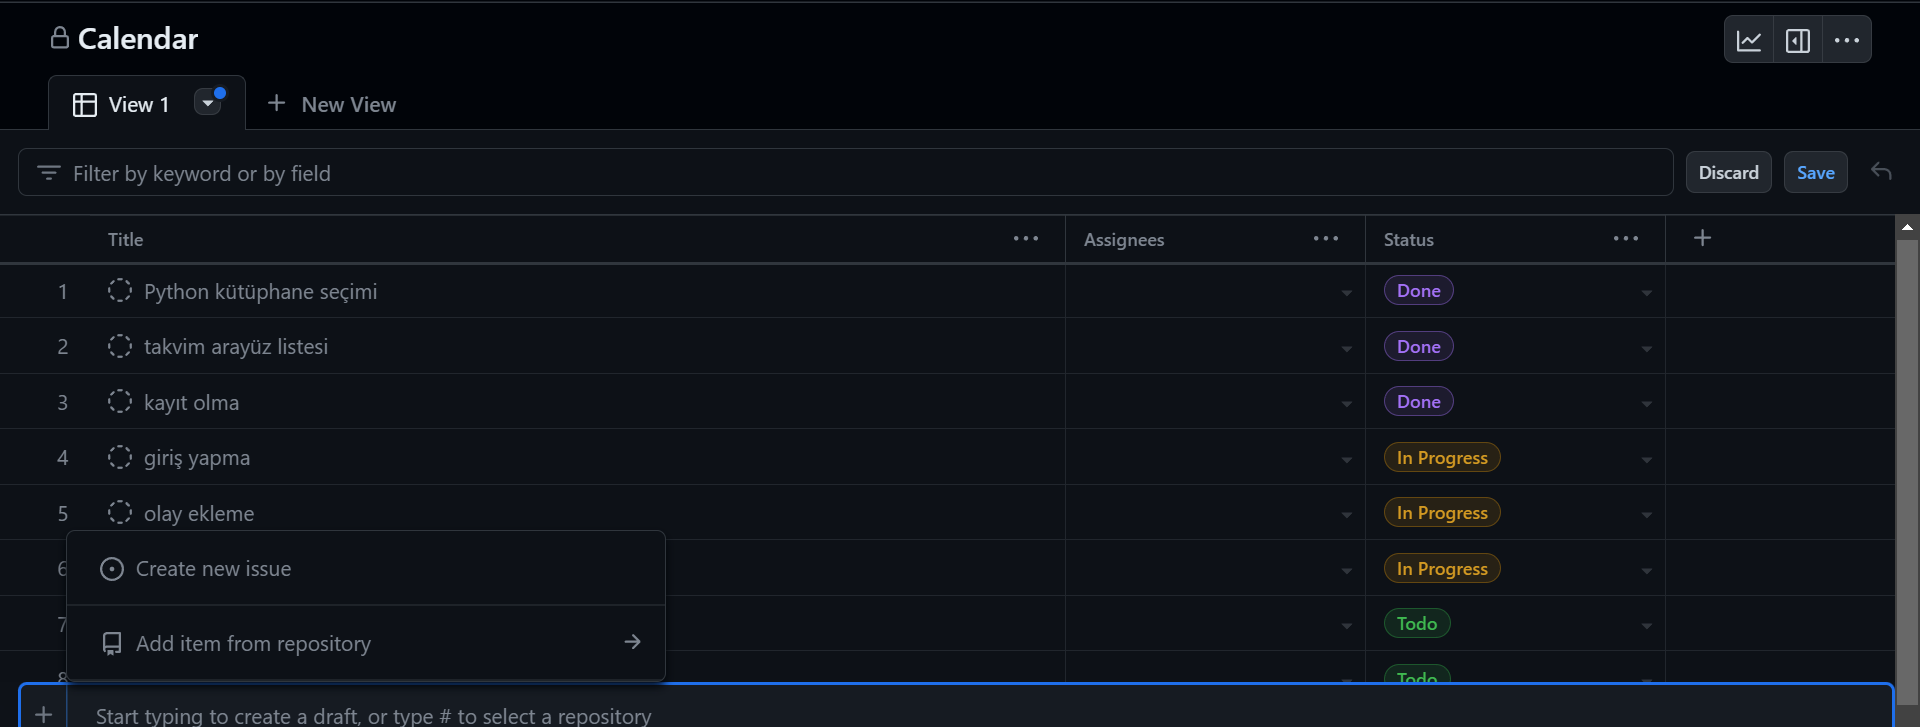 Calendar
View 1
New View
Filter by keyword or by field
Discard
Save
Title
Assignees
Status
1 Python kütüphane seçimi Done
2 takvim arayüz listesi Done
3 kayıt olma Done
4 giriş yapma In Progress
5 olay ekleme In Progress
6 In Progress
Create new issue
7 Todo
Add item from repository
8 Todo
Start typing to create a draft, or type # to select a repository